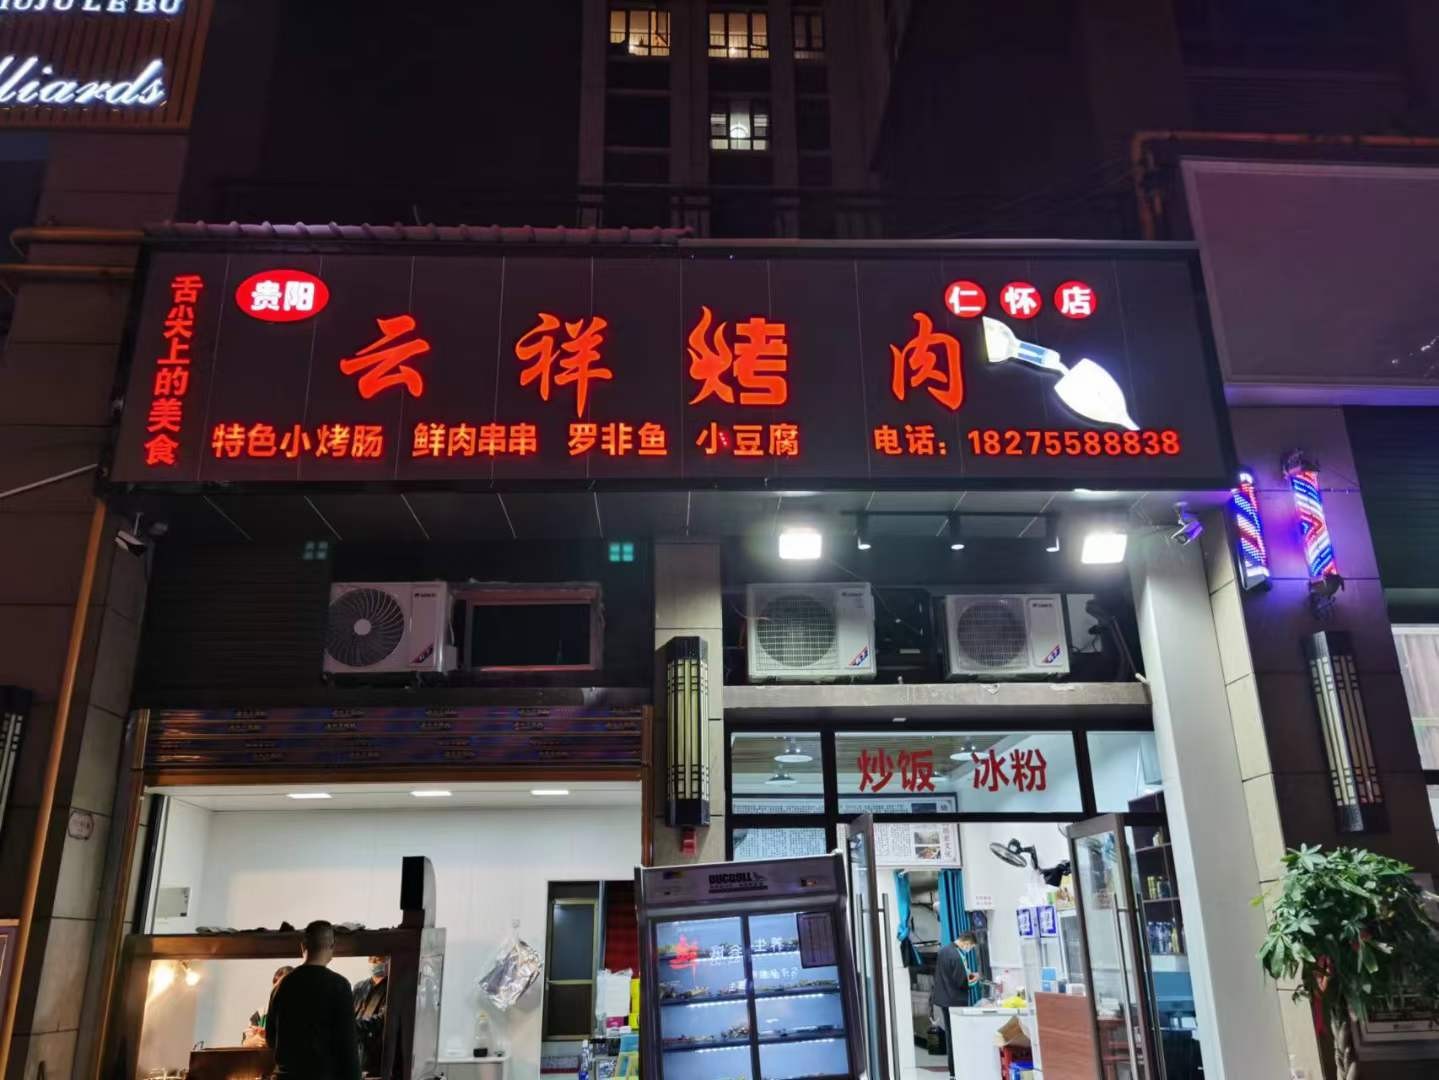 lliards
舌尖上的美食
贵阳
云祥烤肉
仁怀店
特色小烤肠 鲜肉串串 罗非鱼 小豆腐 电话：18275588838
炒饭 冰粉
鲜